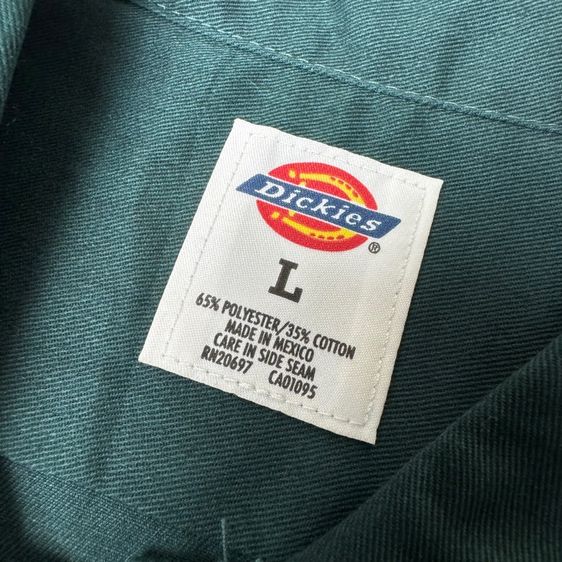 Dickies
®
L
65% POLYESTER/35% COTTON
MADE IN MEXICO
CARE IN SIDE SEAM
RN20697 CA01095